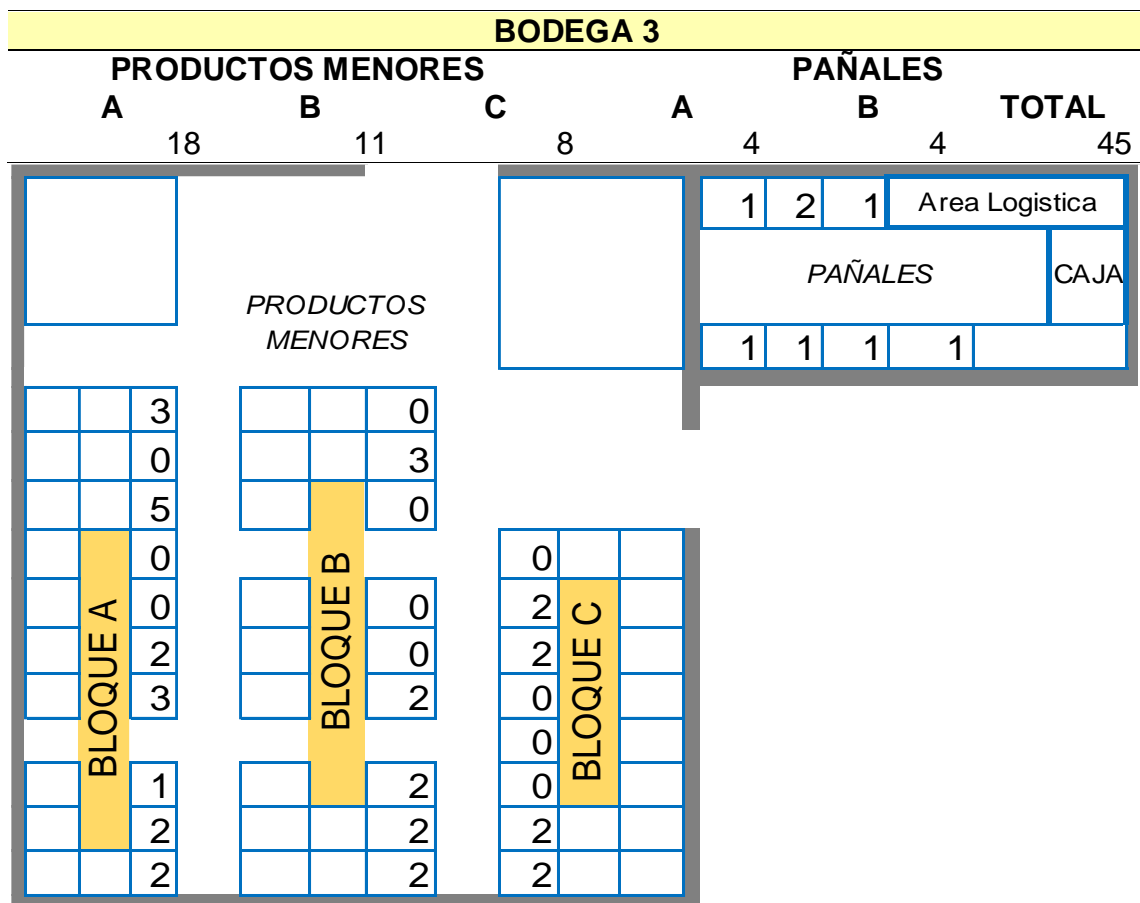 BODEGA 3
PRODUCTOS MENORES PAÑALES
A B C A B TOTAL
18 11 8 4 4 45
1 2 1 Area Logistica
PAÑALES CAJA
PRODUCTOS
MENORES
1 1 1 1
3 0
0 3
5 0
0 0
0 0 2
2 0 2
3 2 0
0
1 2 0
2 2 2
2 2 2
BLOQUE A
BLOQUE B
BLOQUE C